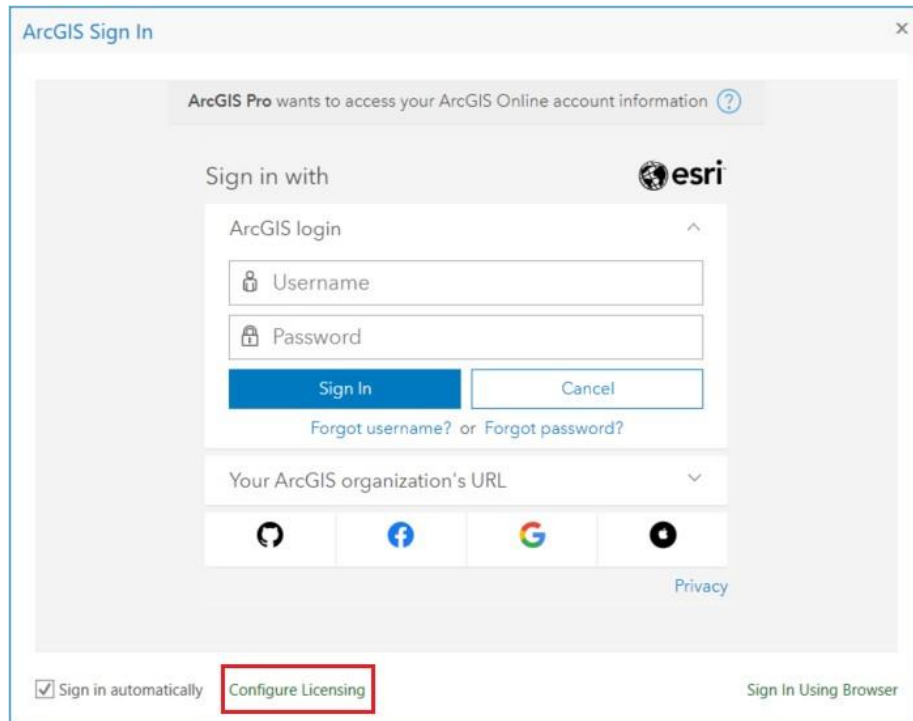 ArcGIS Sign In
ArcGIS Pro wants to access your ArcGIS Online account information ?
Sign in with
esri
ArcGIS login
Username
Password
Sign In Cancel
Forgot username? or Forgot password?
Your ArcGIS organization's URL
Privacy
Sign in automatically Configure Licensing Sign In Using Browser